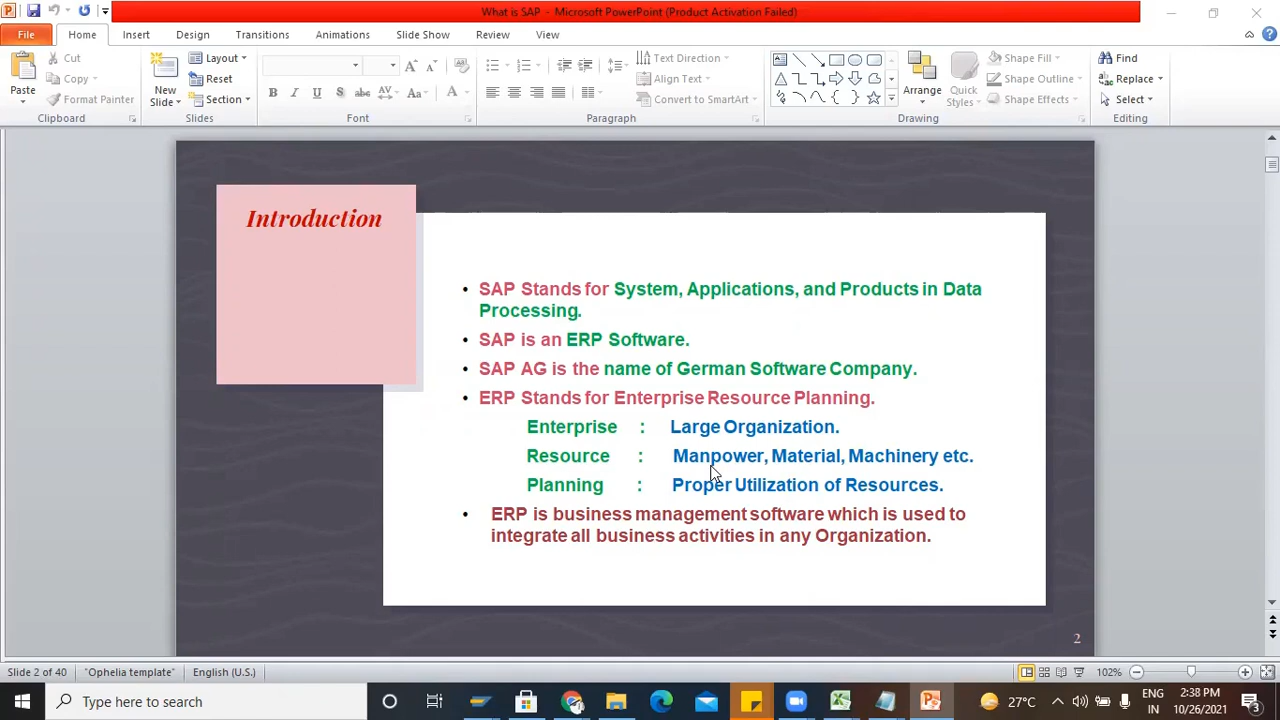 What is SAP - Microsoft PowerPoint (Product Activation Failed)
File Home Insert Design Transitions Animations Slide Show Review View
Paste
Cut
Copy
Format Painter
Clipboard
New Slide
Layout
Reset
Section
Slides
B I U S abc AV Aa A
Font
Paragraph
Text Direction
Align Text
Convert to SmartArt
Arrange
Quick Styles
Shape Fill
Shape Outline
Shape Effects
Drawing
Find
Replace
Select
Editing
Introduction
• SAP Stands for System, Applications, and Products in Data
Processing.
• SAP is an ERP Software.
• SAP AG is the name of German Software Company.
• ERP Stands for Enterprise Resource Planning.
Enterprise : Large Organization.
Resource : Manpower, Material, Machinery etc.
Planning : Proper Utilization of Resources.
• ERP is business management software which is used to
integrate all business activities in any Organization.
2
Slide 2 of 40 "Ophelia template" English (U.S.) 102%
Type here to search
27°C
ENG
IN
2:38 PM
10/26/2021
3